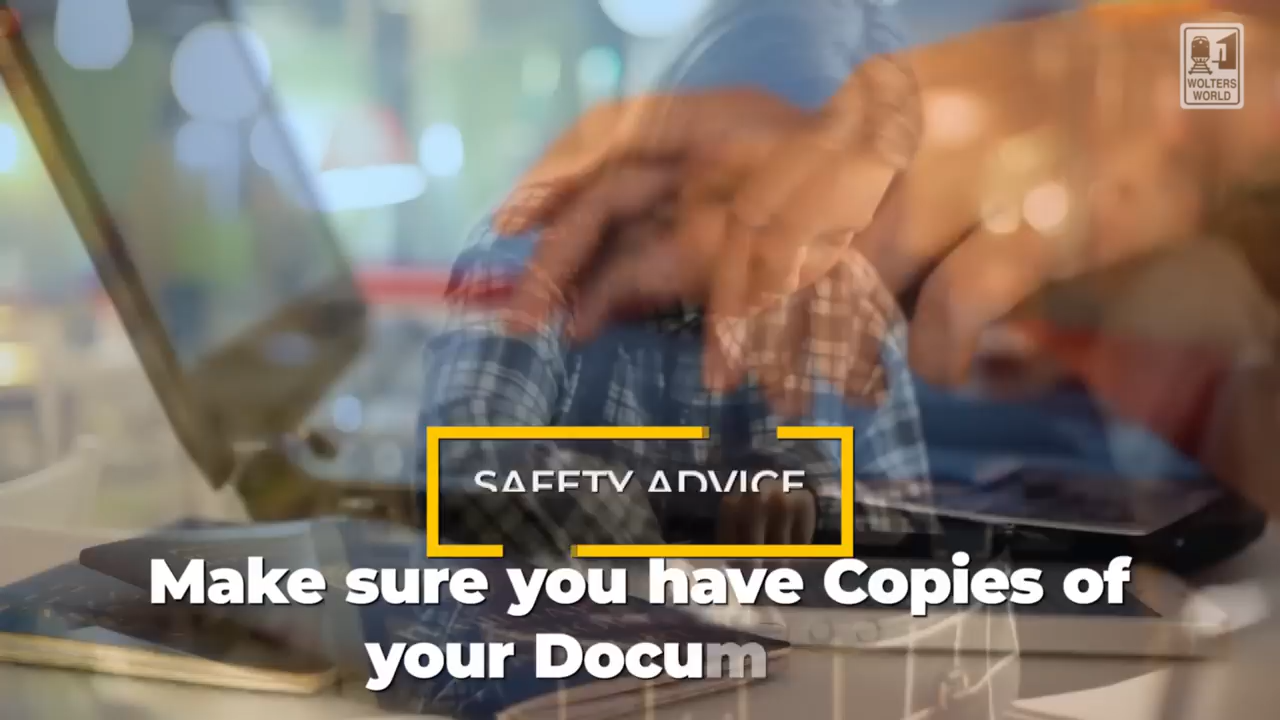 WOLTERS
WORLD
SAFETY ADVICE
Make sure you have Copies of
your Docum